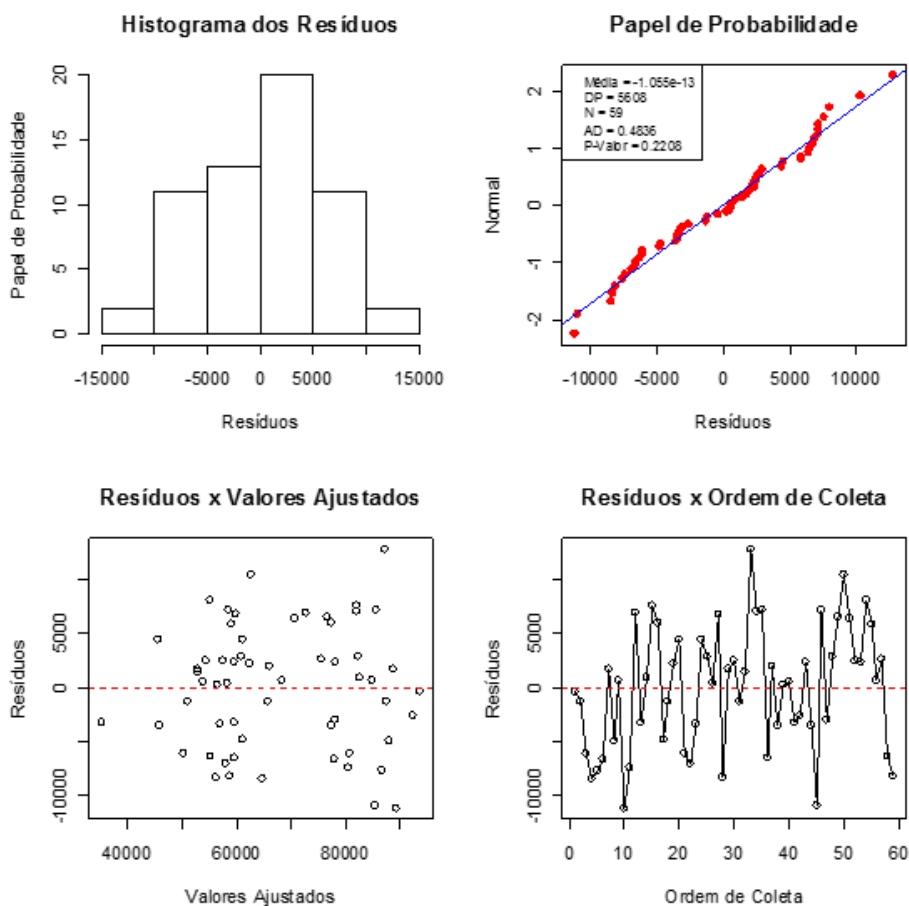 Histograma dos Resíduos
Papel de Probabilidade
20
15
10
5
0
-15000
-5000
0
5000
15000
Resíduos
Papel de Probabilidade
Média = -1.055e-13
DP = 5608
N = 59
AD = 0.4836
P-Valor = 0.2208
Normal
2
1
0
-1
-2
-10000
-5000
0
5000
10000
Resíduos
Resíduos x Valores Ajustados
Resíduos
5000
0
-10000
40000
60000
80000
Valores Ajustados
Resíduos x Ordem de Coleta
Resíduos
5000
0
-10000
0
10
20
30
40
50
60
Ordem de Coleta